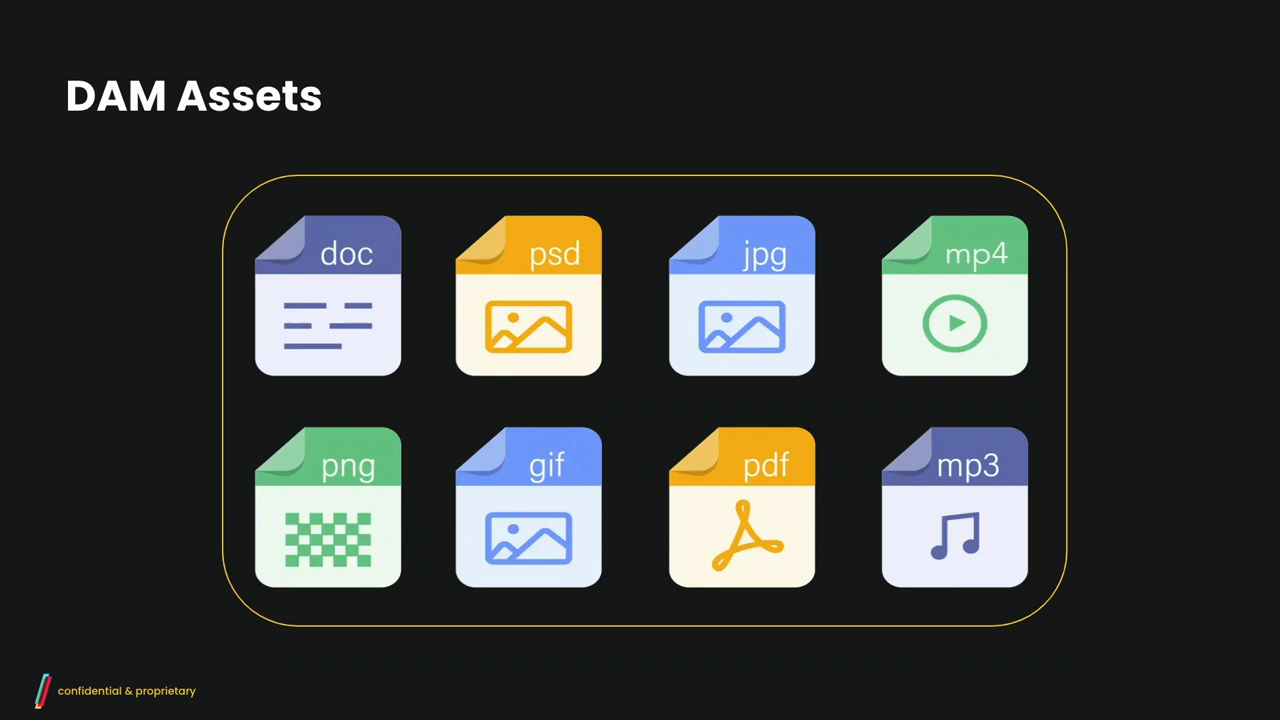 DAM Assets
doc
psd
jpg
mp4
png
gif
pdf
mp3
confidential & proprietary